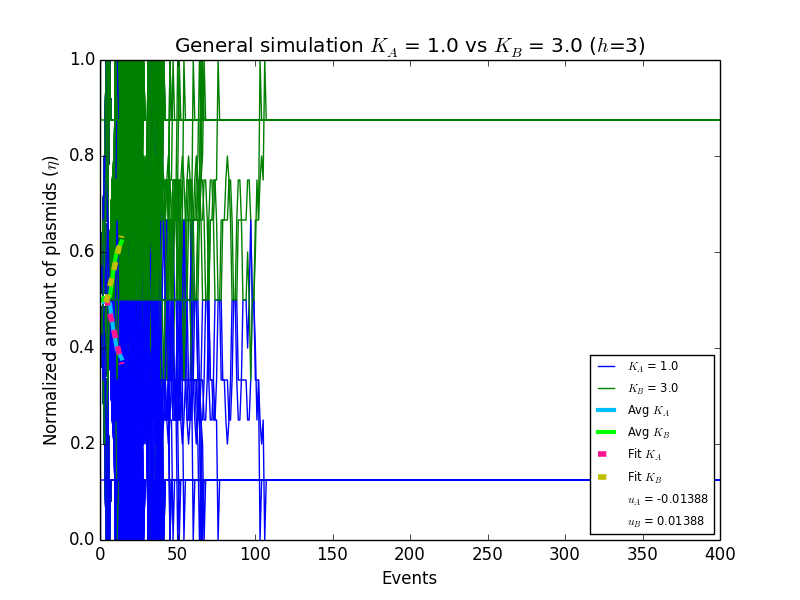 General simulation K_A = 1.0 vs K_B = 3.0 (h=3)
Normalized amount of plasmids (η)
1.0
0.8
0.6
0.4
0.2
0.0
0 50 100 150 200 250 300 350 400
Events
K_A = 1.0
K_B = 3.0
Avg K_A
Avg K_B
Fit K_A
Fit K_B
u_A = -0.01388
u_B = 0.01388